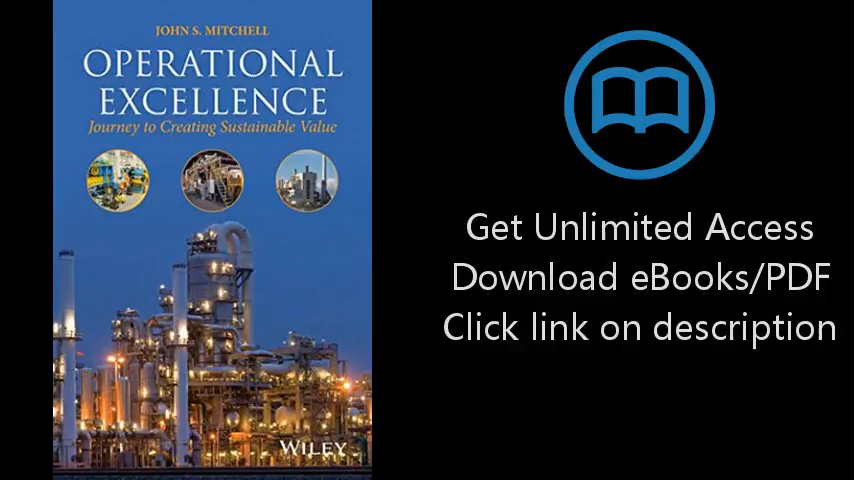 JOHN S. MITCHELL
OPERATIONAL
EXCELLENCE
Journey to Creating Sustainable Value
WILEY
Get Unlimited Access
Download eBooks/PDF
Click link on description